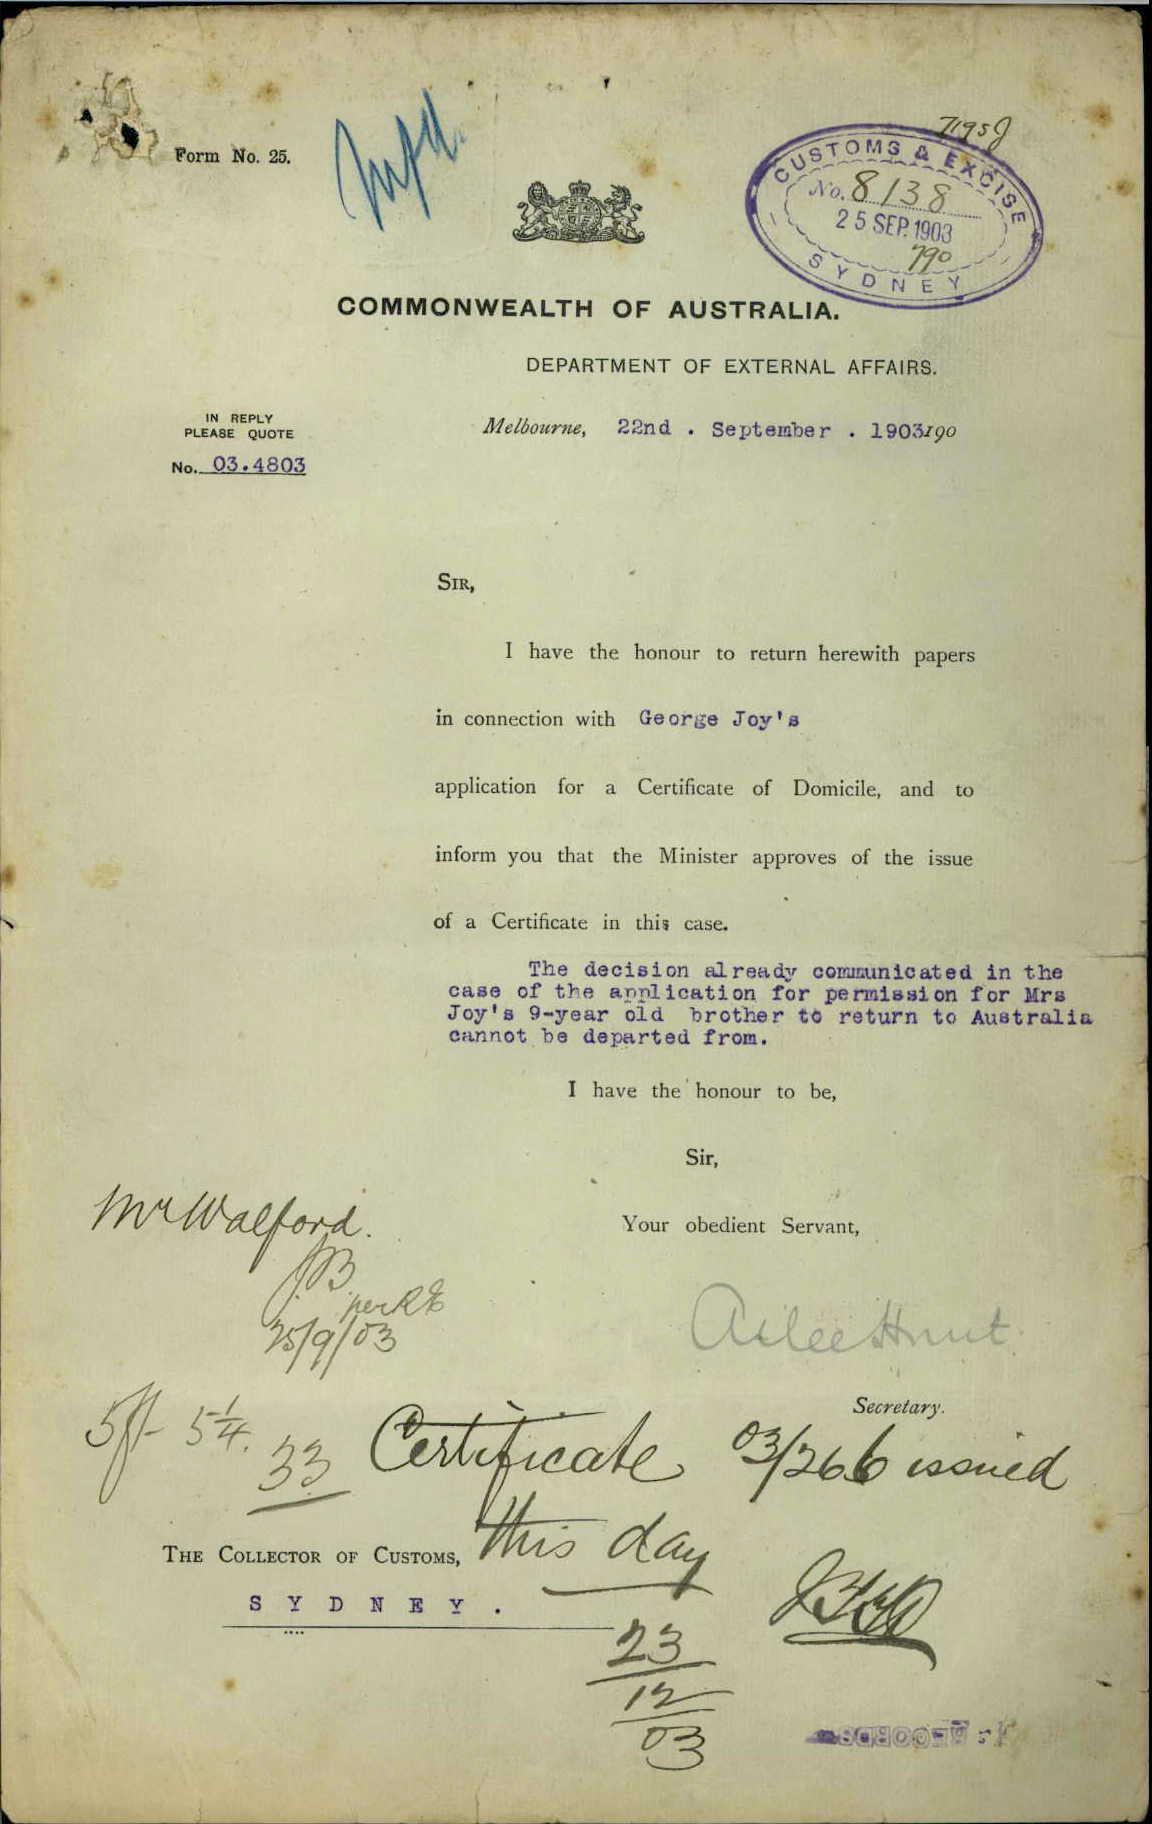 Form No. 25.
CUSTOMS & EXCISE
No. 8138
25 SEP. 1903
790
SYDNEY
COMMONWEALTH OF AUSTRALIA.
DEPARTMENT OF EXTERNAL AFFAIRS.
IN REPLY
PLEASE QUOTE
No. 03.4803
Melbourne, 22nd . September . 1903190
SIR,
I have the honour to return herewith papers
in connection with George Joy's
application for a Certificate of Domicile, and to
inform you that the Minister approves of the issue
of a Certificate in this case.
The decision already communicated in the
case of the application for permission for Mrs
Joy's 9-year old brother to return to Australia
cannot be departed from.
I have the honour to be,
Sir,
Your obedient Servant,
Mr Walford.
25/9/03
Atlee Hunt
Secretary.
5ft 5 1/4.
33
Certificate 03/266 issued
this day
THE COLLECTOR OF CUSTOMS,
SYDNEY.
23
12
03